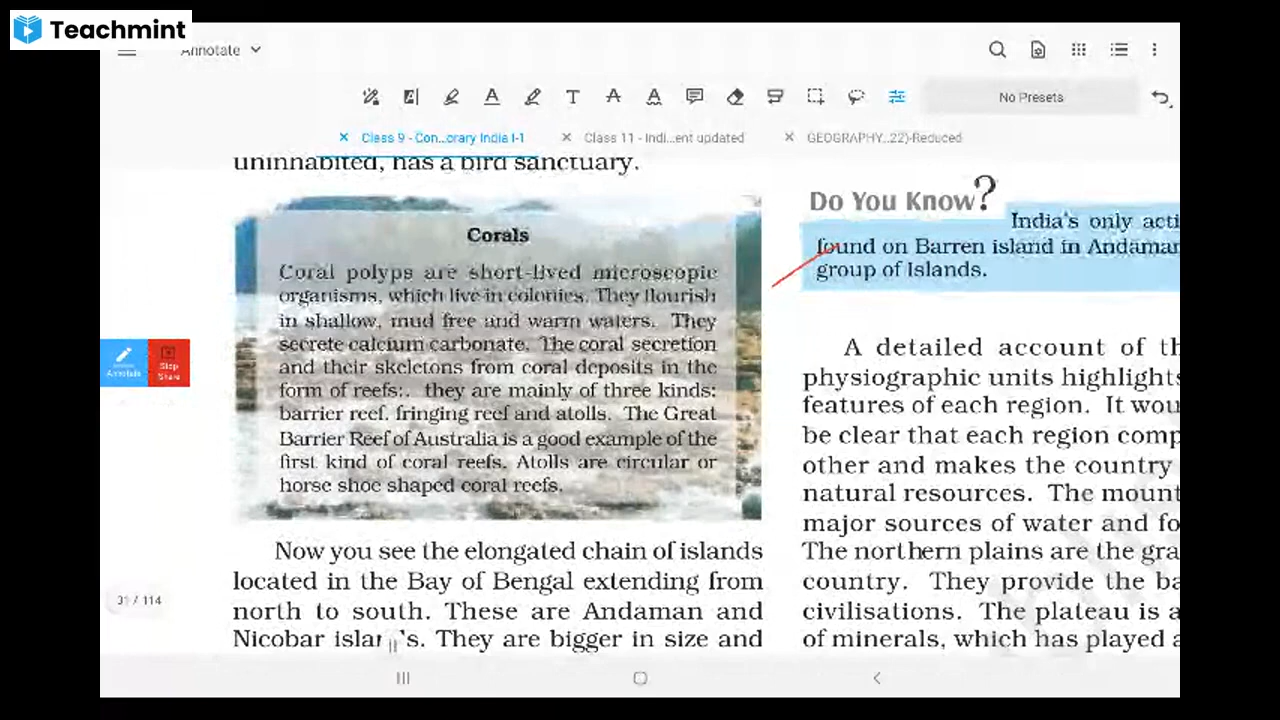 Teachmint
Annotate
No Presets
Class 9 - Con...orary India I-1
Class 11 - Indi...ent updated
GEOGRAPHY...22)-Reduced
uninhabited, has a bird sanctuary.
Corals
Coral polyps are short-lived microscopic
organisms, which live in colonies. They flourish
in shallow, mud free and warm waters. They
secrete calcium carbonate. The coral secretion
and their skeletons from coral deposits in the
form of reefs:. they are mainly of three kinds:
barrier reef, fringing reef and atolls. The Great
Barrier Reef of Australia is a good example of the
first kind of coral reefs. Atolls are circular or
horse shoe shaped coral reefs.
Now you see the elongated chain of islands
located in the Bay of Bengal extending from
north to south. These are Andaman and
Nicobar islands. They are bigger in size and
Do You Know?
India's only acti
found on Barren island in Andaman
group of Islands.
A detailed account of th
physiographic units highlights
features of each region. It wou
be clear that each region comp
other and makes the country
natural resources. The mount
major sources of water and fo
The northern plains are the gra
country. They provide the ba
civilisations. The plateau is a
of minerals, which has played a
Annotate
Stop
Share
31 / 114